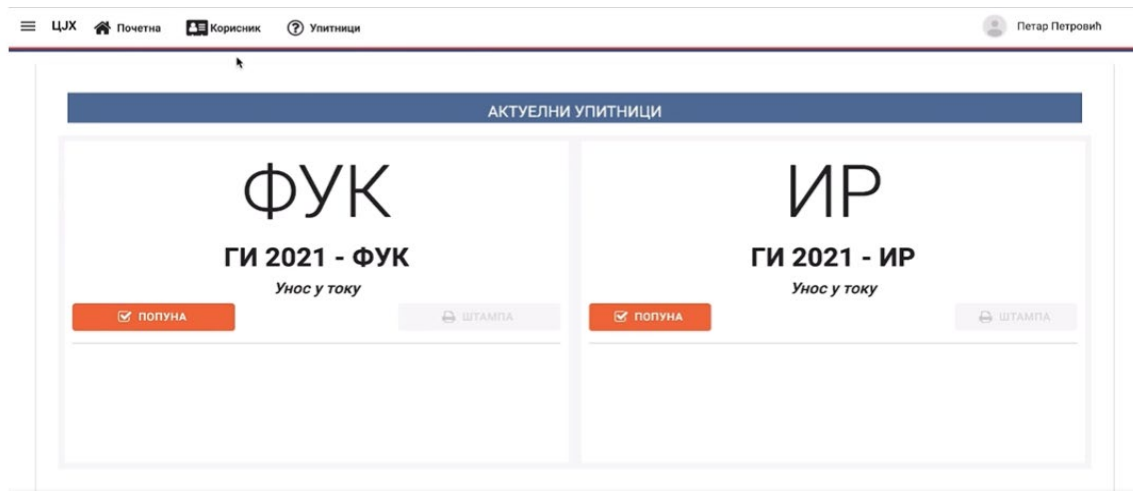 ЦЈХ Почетна Корисник Упитници Петар Петровић
АКТУЕЛНИ УПИТНИЦИ
ФУК
ГИ 2021 - ФУК
Унос у току
ПОПУНА ШТАМПА
ИР
ГИ 2021 - ИР
Унос у току
ПОПУНА ШТАМПА